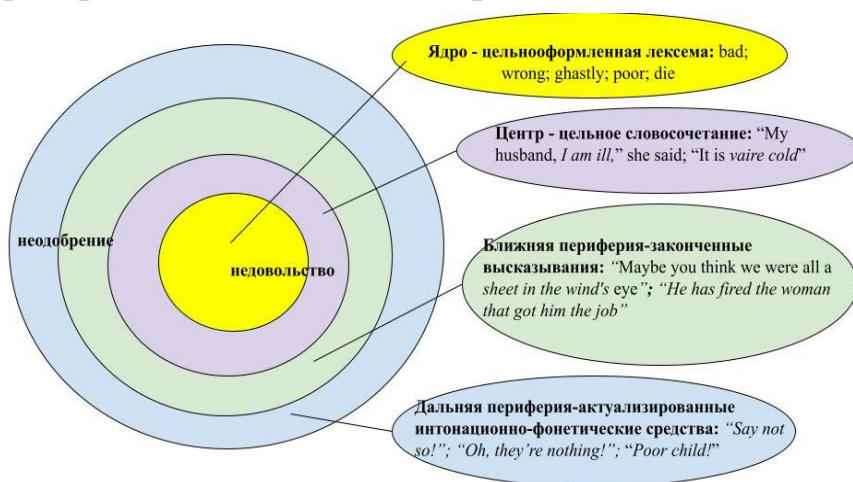 Ядро - цельнооформленная лексема: bad;
wrong; ghastly; poor; die
Центр - цельное словосочетание: “My
husband, I am ill,” she said; “It is vaire cold”
неодобрение
недовольство
Ближняя периферия-законченные
высказывания: “Maybe you think we were all a
sheet in the wind's eye”; “He has fired the woman
that got him the job”
Дальняя периферия-актуализированные
интонационно-фонетические средства: “Say not
so!”; “Oh, they’re nothing!”; “Poor child!”